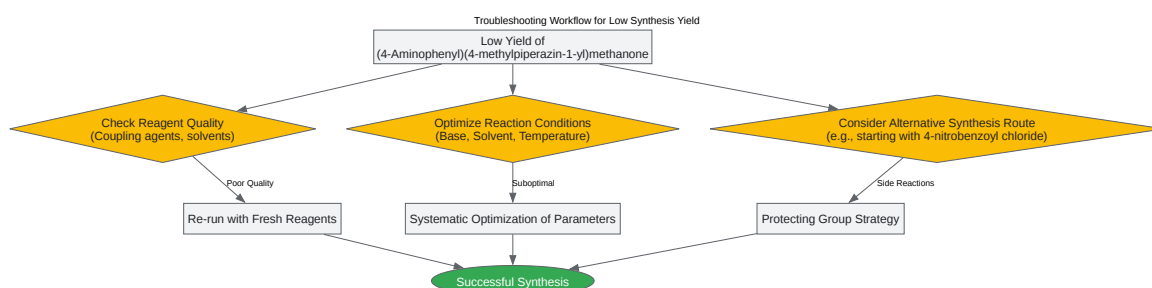 Troubleshooting Workflow for Low Synthesis Yield
Low Yield of
(4-Aminophenyl)(4-methylpiperazin-1-yl)methanone
Check Reagent Quality
(Coupling agents, solvents)
Optimize Reaction Conditions
(Base, Solvent, Temperature)
Consider Alternative Synthesis Route
(e.g., starting with 4-nitrobenzoyl chloride)
Poor Quality
Suboptimal
Side Reactions
Re-run with Fresh Reagents
Systematic Optimization of Parameters
Protecting Group Strategy
Successful Synthesis